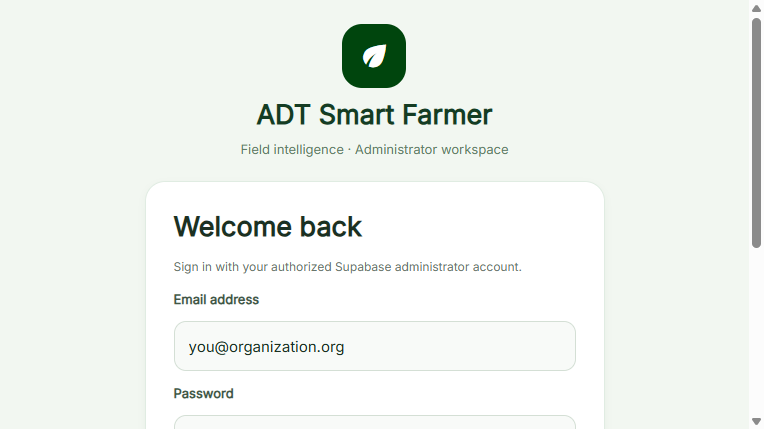 ADT Smart Farmer
Field intelligence · Administrator workspace
Welcome back
Sign in with your authorized Supabase administrator account.
Email address
you@organization.org
Password